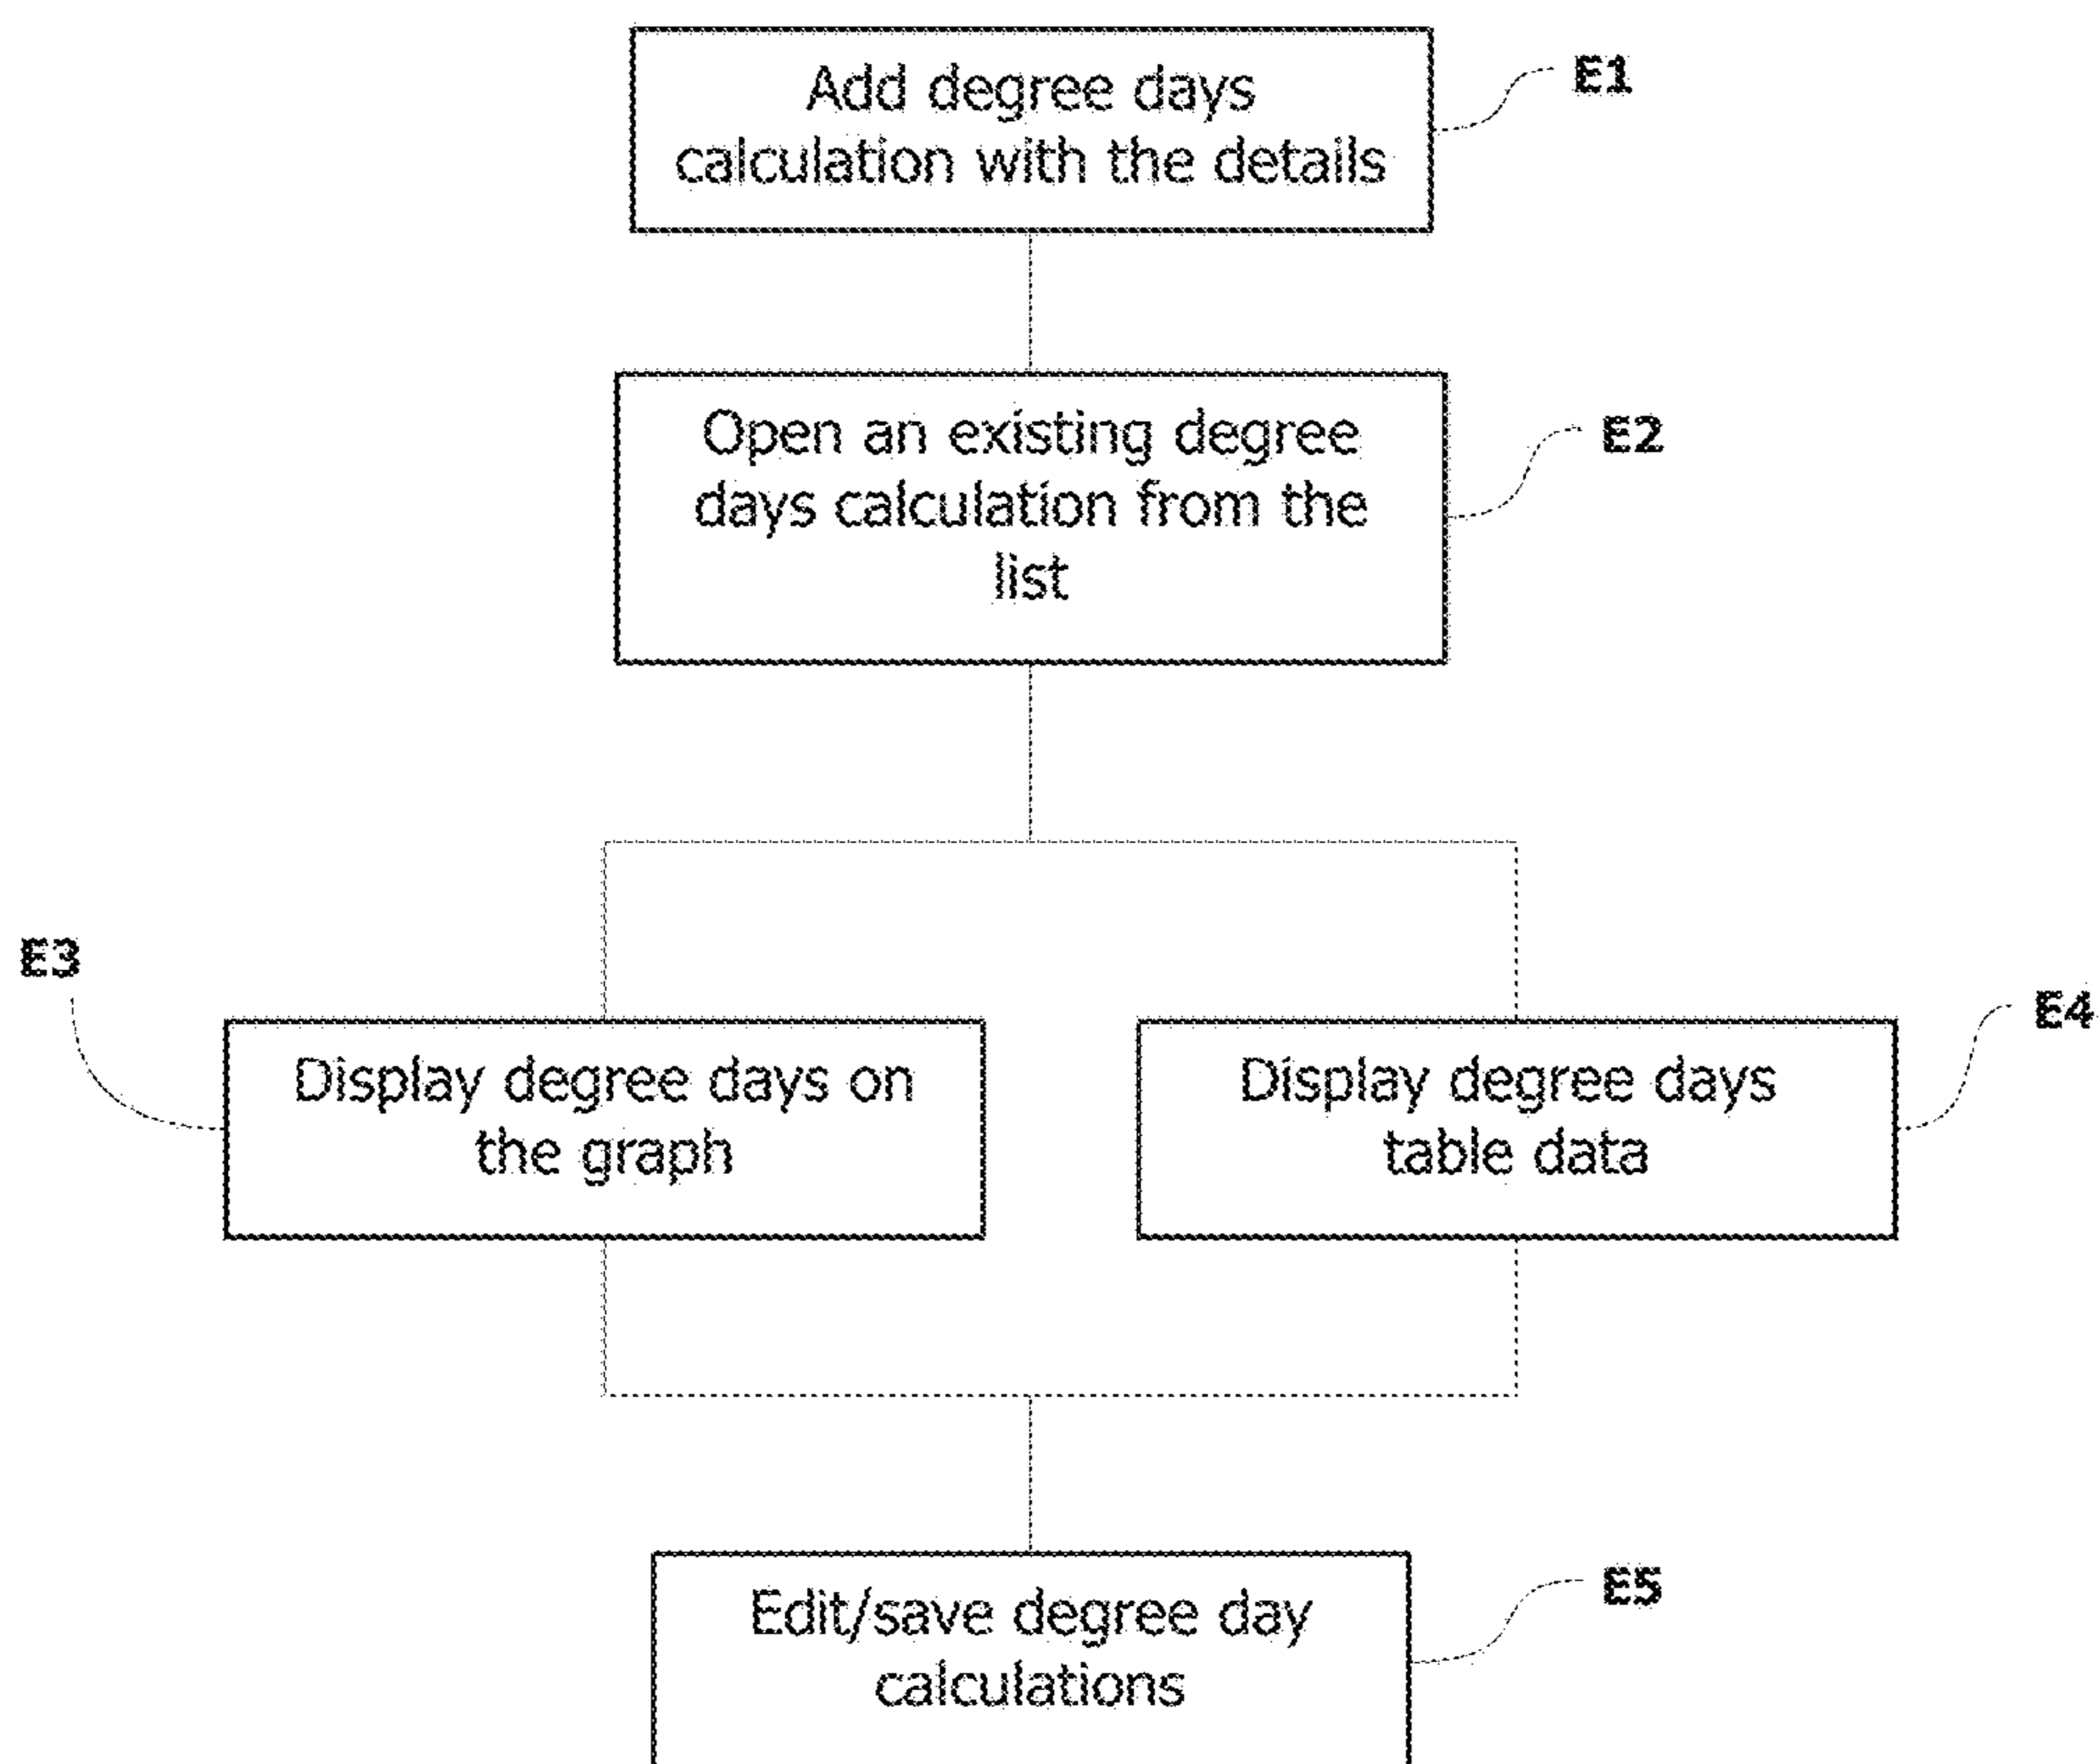 Add degree days
calculation with the details
E1
Open an existing degree
days calculation from the
list
E2
E3
Display degree days on
the graph
E4
Display degree days
table data
Edit/save degree day
calculations
E5